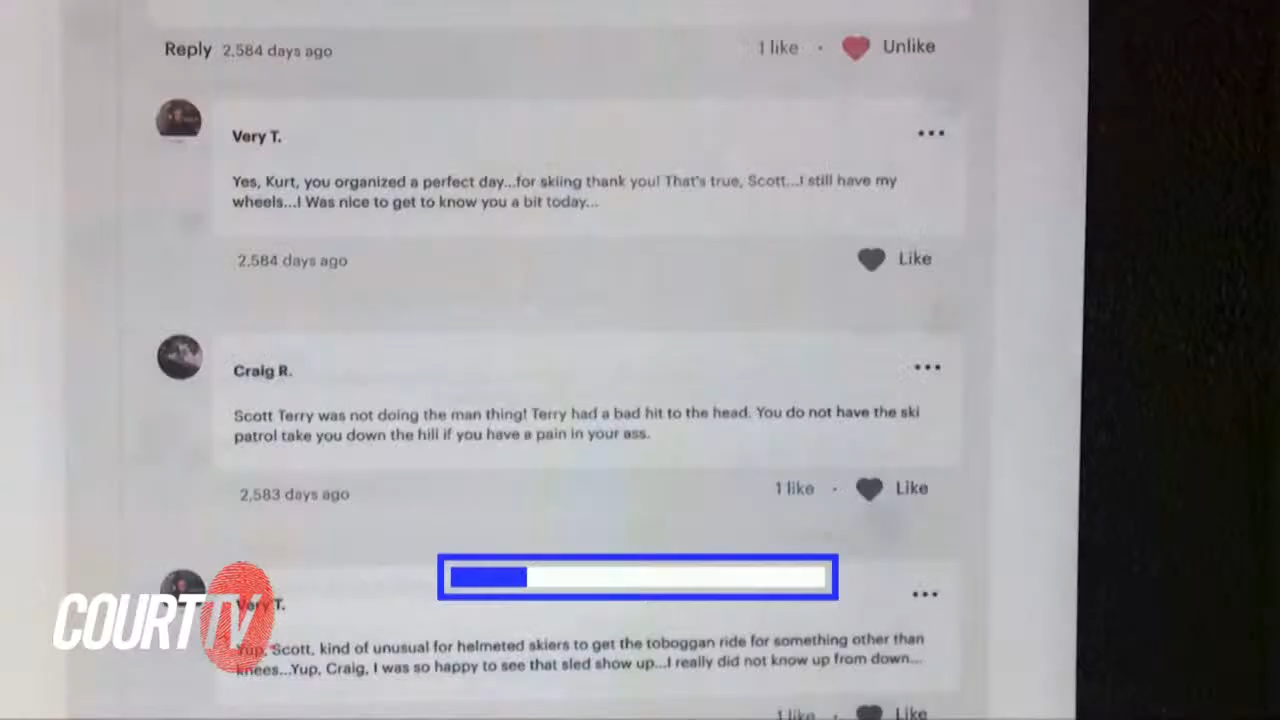 Reply 2,584 days ago 1 like · Unlike
Very T.
Yes, Kurt, you organized a perfect day...for skiing thank you! That's true, Scott...I still have my
wheels...! Was nice to get to know you a bit today...
2,584 days ago Like
Craig R.
Scott Terry was not doing the man thing! Terry had a bad hit to the head. You do not have the ski
patrol take you down the hill if you have a pain in your ass.
2,583 days ago 1 like · Like
Very T.
Yup, Scott, kind of unusual for helmeted skiers to get the toboggan ride for something other than
knees...Yup, Craig, I was so happy to see that sled show up...I really did not know up from down...
1 like · Like
COURT TV